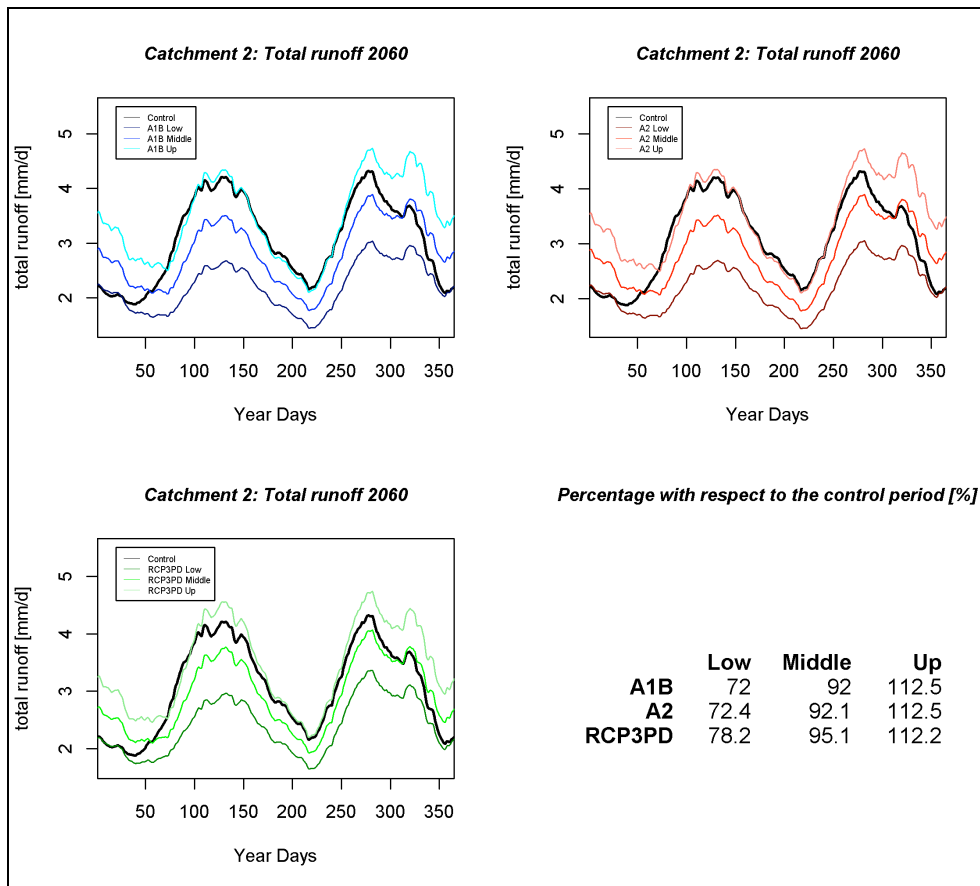 Catchment 2: Total runoff 2060
total runoff [mm/d]
5
4
3
2
Control
A1B Low
A1B Middle
A1B Up
50 100 150 200 250 300 350
Year Days
Catchment 2: Total runoff 2060
total runoff [mm/d]
5
4
3
2
Control
A2 Low
A2 Middle
A2 Up
50 100 150 200 250 300 350
Year Days
Catchment 2: Total runoff 2060
total runoff [mm/d]
5
4
3
2
Control
RCP3PD Low
RCP3PD Middle
RCP3PD Up
50 100 150 200 250 300 350
Year Days
Percentage with respect to the control period [%]
Low Middle Up
A1B 72 92 112.5
A2 72.4 92.1 112.5
RCP3PD 78.2 95.1 112.2